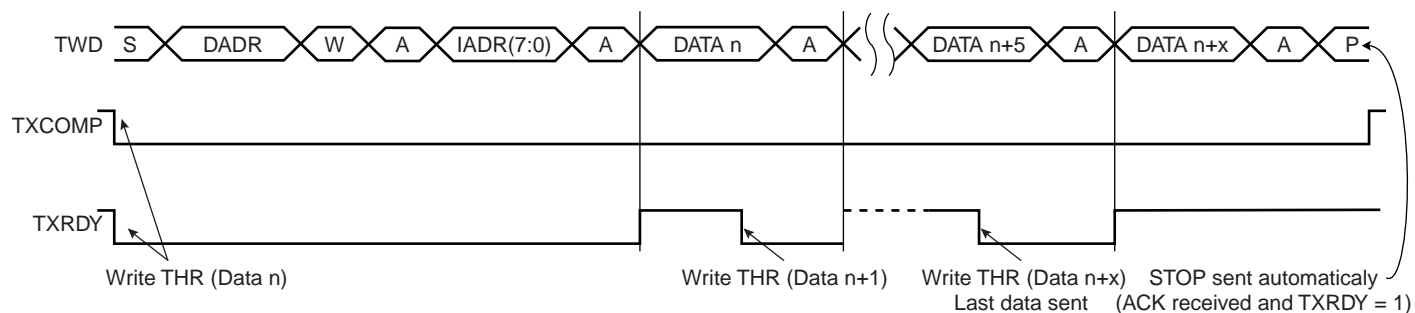 TWD S DADR W A IADR(7:0) A DATA n A DATA n+5 A DATA n+x A P
TXCOMP
TXRDY
Write THR (Data n) Write THR (Data n+1) Write THR (Data n+x) STOP sent automaticaly
Last data sent (ACK received and TXRDY = 1)